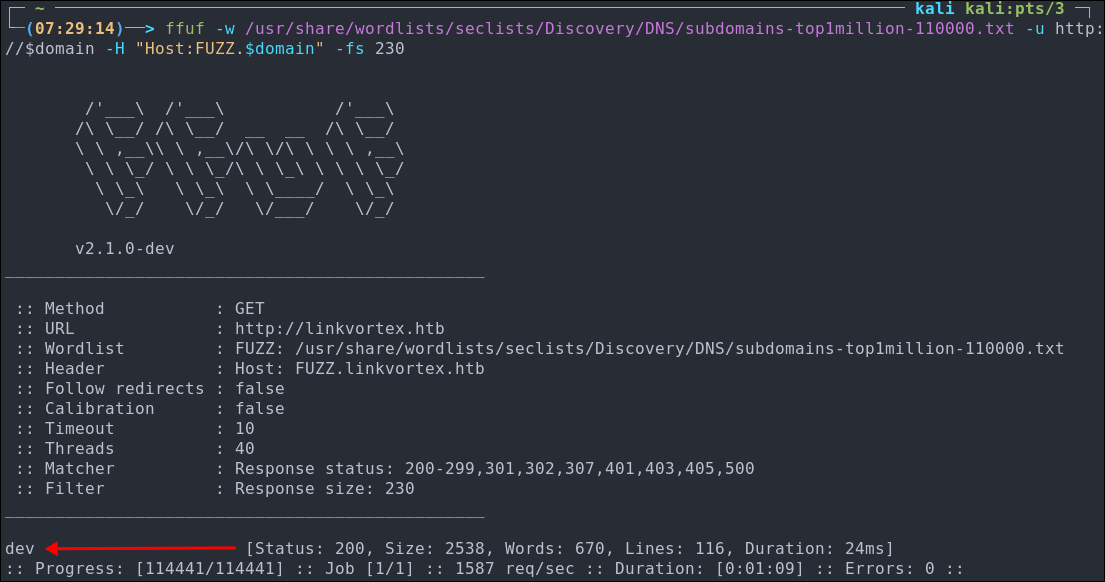 ~ kali kali:pts/3
(07:29:14)──> ffuf -w /usr/share/wordlists/seclists/Discovery/DNS/subdomains-top1million-110000.txt -u http:
//$domain -H "Host:FUZZ.$domain" -fs 230
        /'___\  /'___\           /'___\
       /\ \__/ /\ \__/  __  __  /\ \__/
       \ \ ,__\\ \ ,__\/\ \/\ \ \ \ ,__\
        \ \ \_/ \ \ \_/\ \ \_\ \ \ \ \_/
         \ \_\   \ \_\  \ \____/  \ \_\
          \/_/    \/_/   \/___/    \/_/
v2.1.0-dev
________________________________________________
:: Method           : GET
:: URL              : http://linkvortex.htb
:: Wordlist         : FUZZ: /usr/share/wordlists/seclists/Discovery/DNS/subdomains-top1million-110000.txt
:: Header           : Host: FUZZ.linkvortex.htb
:: Follow redirects : false
:: Calibration      : false
:: Timeout          : 10
:: Threads          : 40
:: Matcher          : Response status: 200-299,301,302,307,401,403,405,500
:: Filter           : Response size: 230
________________________________________________
dev [Status: 200, Size: 2538, Words: 670, Lines: 116, Duration: 24ms]
:: Progress: [114441/114441] :: Job [1/1] :: 1587 req/sec :: Duration: [0:01:09] :: Errors: 0 ::